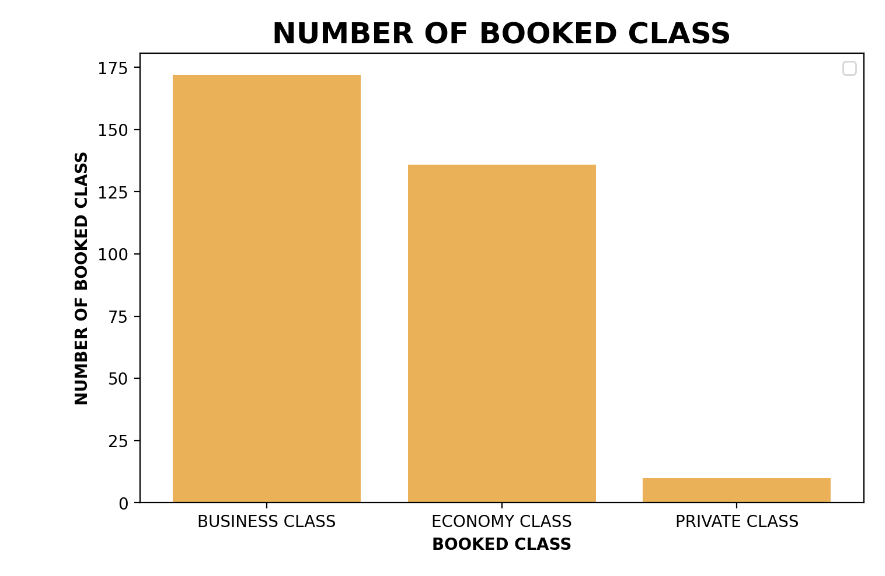 NUMBER OF BOOKED CLASS
NUMBER OF BOOKED CLASS
175
150
125
100
75
50
25
0
BUSINESS CLASS ECONOMY CLASS PRIVATE CLASS
BOOKED CLASS